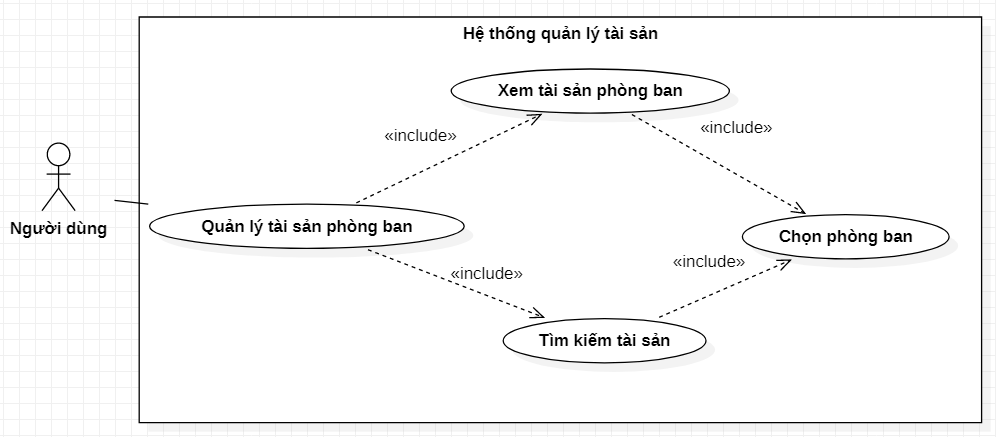 Hệ thống quản lý tài sản
Xem tài sản phòng ban
«include»
«include»
Người dùng
Quản lý tài sản phòng ban
Chọn phòng ban
«include»
«include»
Tìm kiếm tài sản